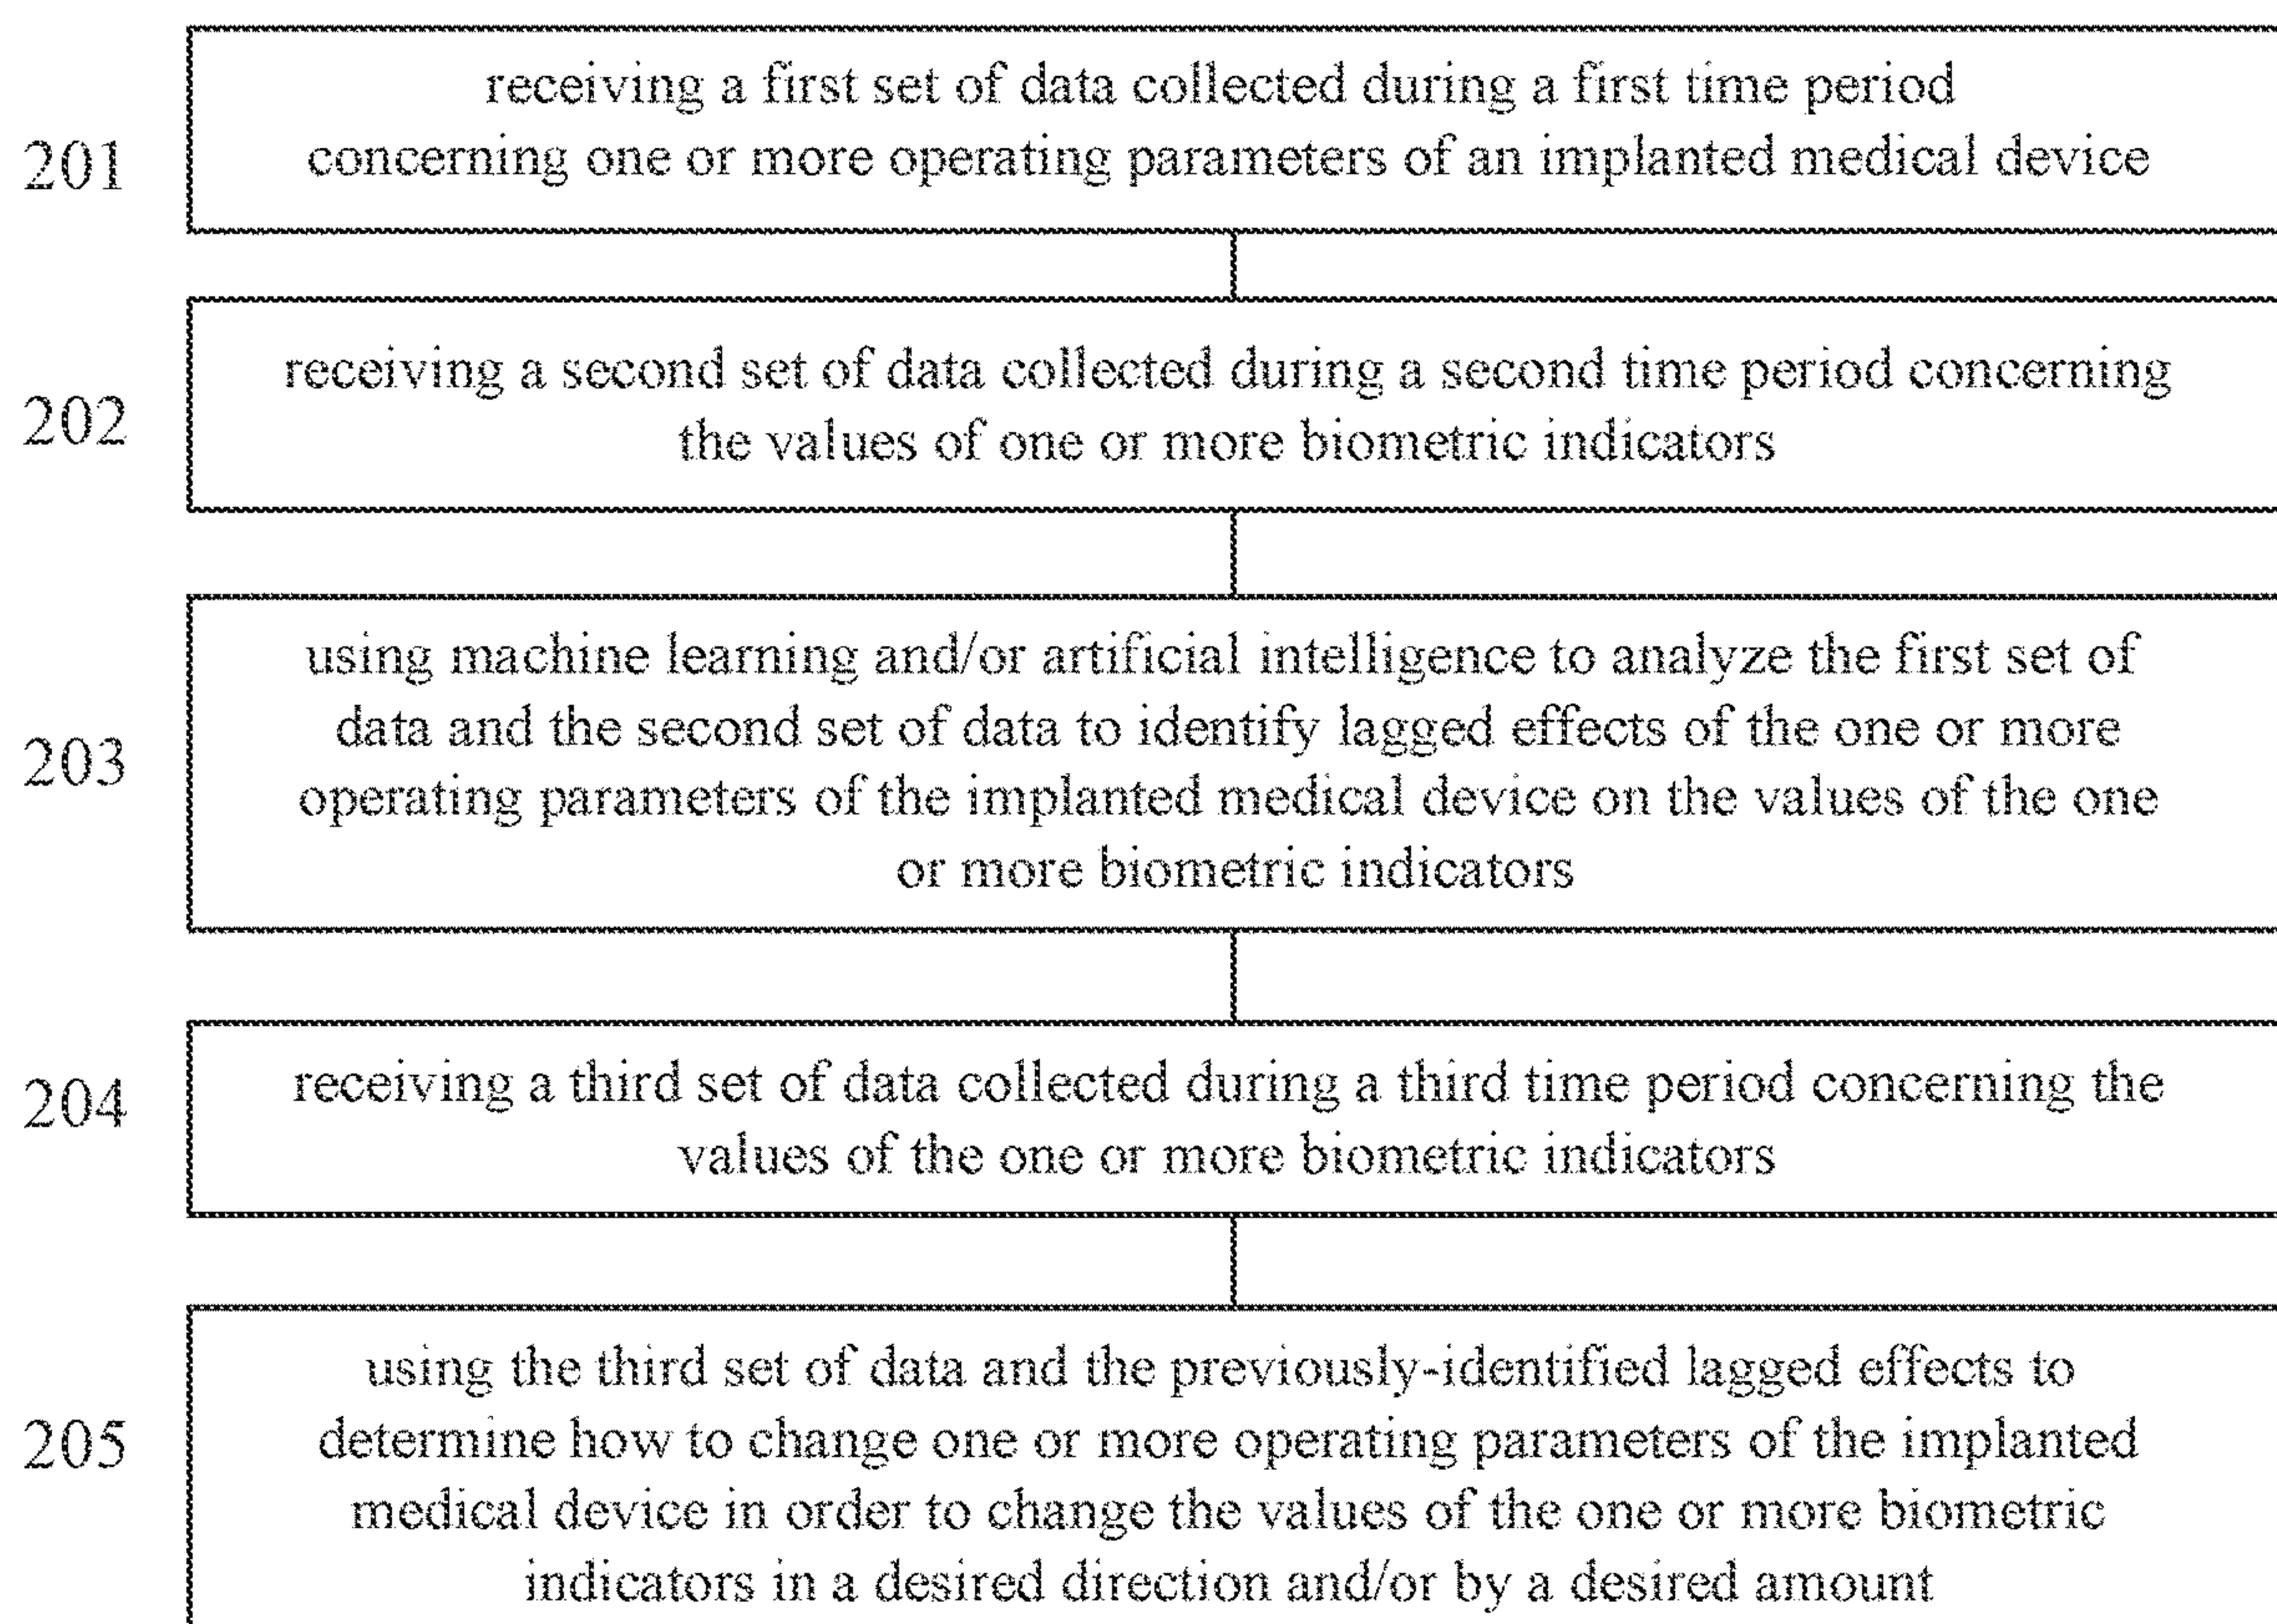 receiving a first set of data collected during a first time period
201
concerning one or more operating parameters of an implanted medical device
receiving a second set of data collected during a second time period concerning
202
the values of one or more biometric indicators
using machine learning and/or artificial intelligence to analyze the first set of
data and the second set of data to identify lagged effects of the one or more
203
operating parameters of the implanted medical device on the values of the one
or more biometric indicators
receiving a third set of data collected during a third time period concerning the
204
values of the one or more biometric indicators
using the third set of data and the previously-identified lagged effects to
determine how to change one or more operating parameters of the implanted
205
medical device in order to change the values of the one or more biometric
indicators in a desired direction and/or by a desired amount